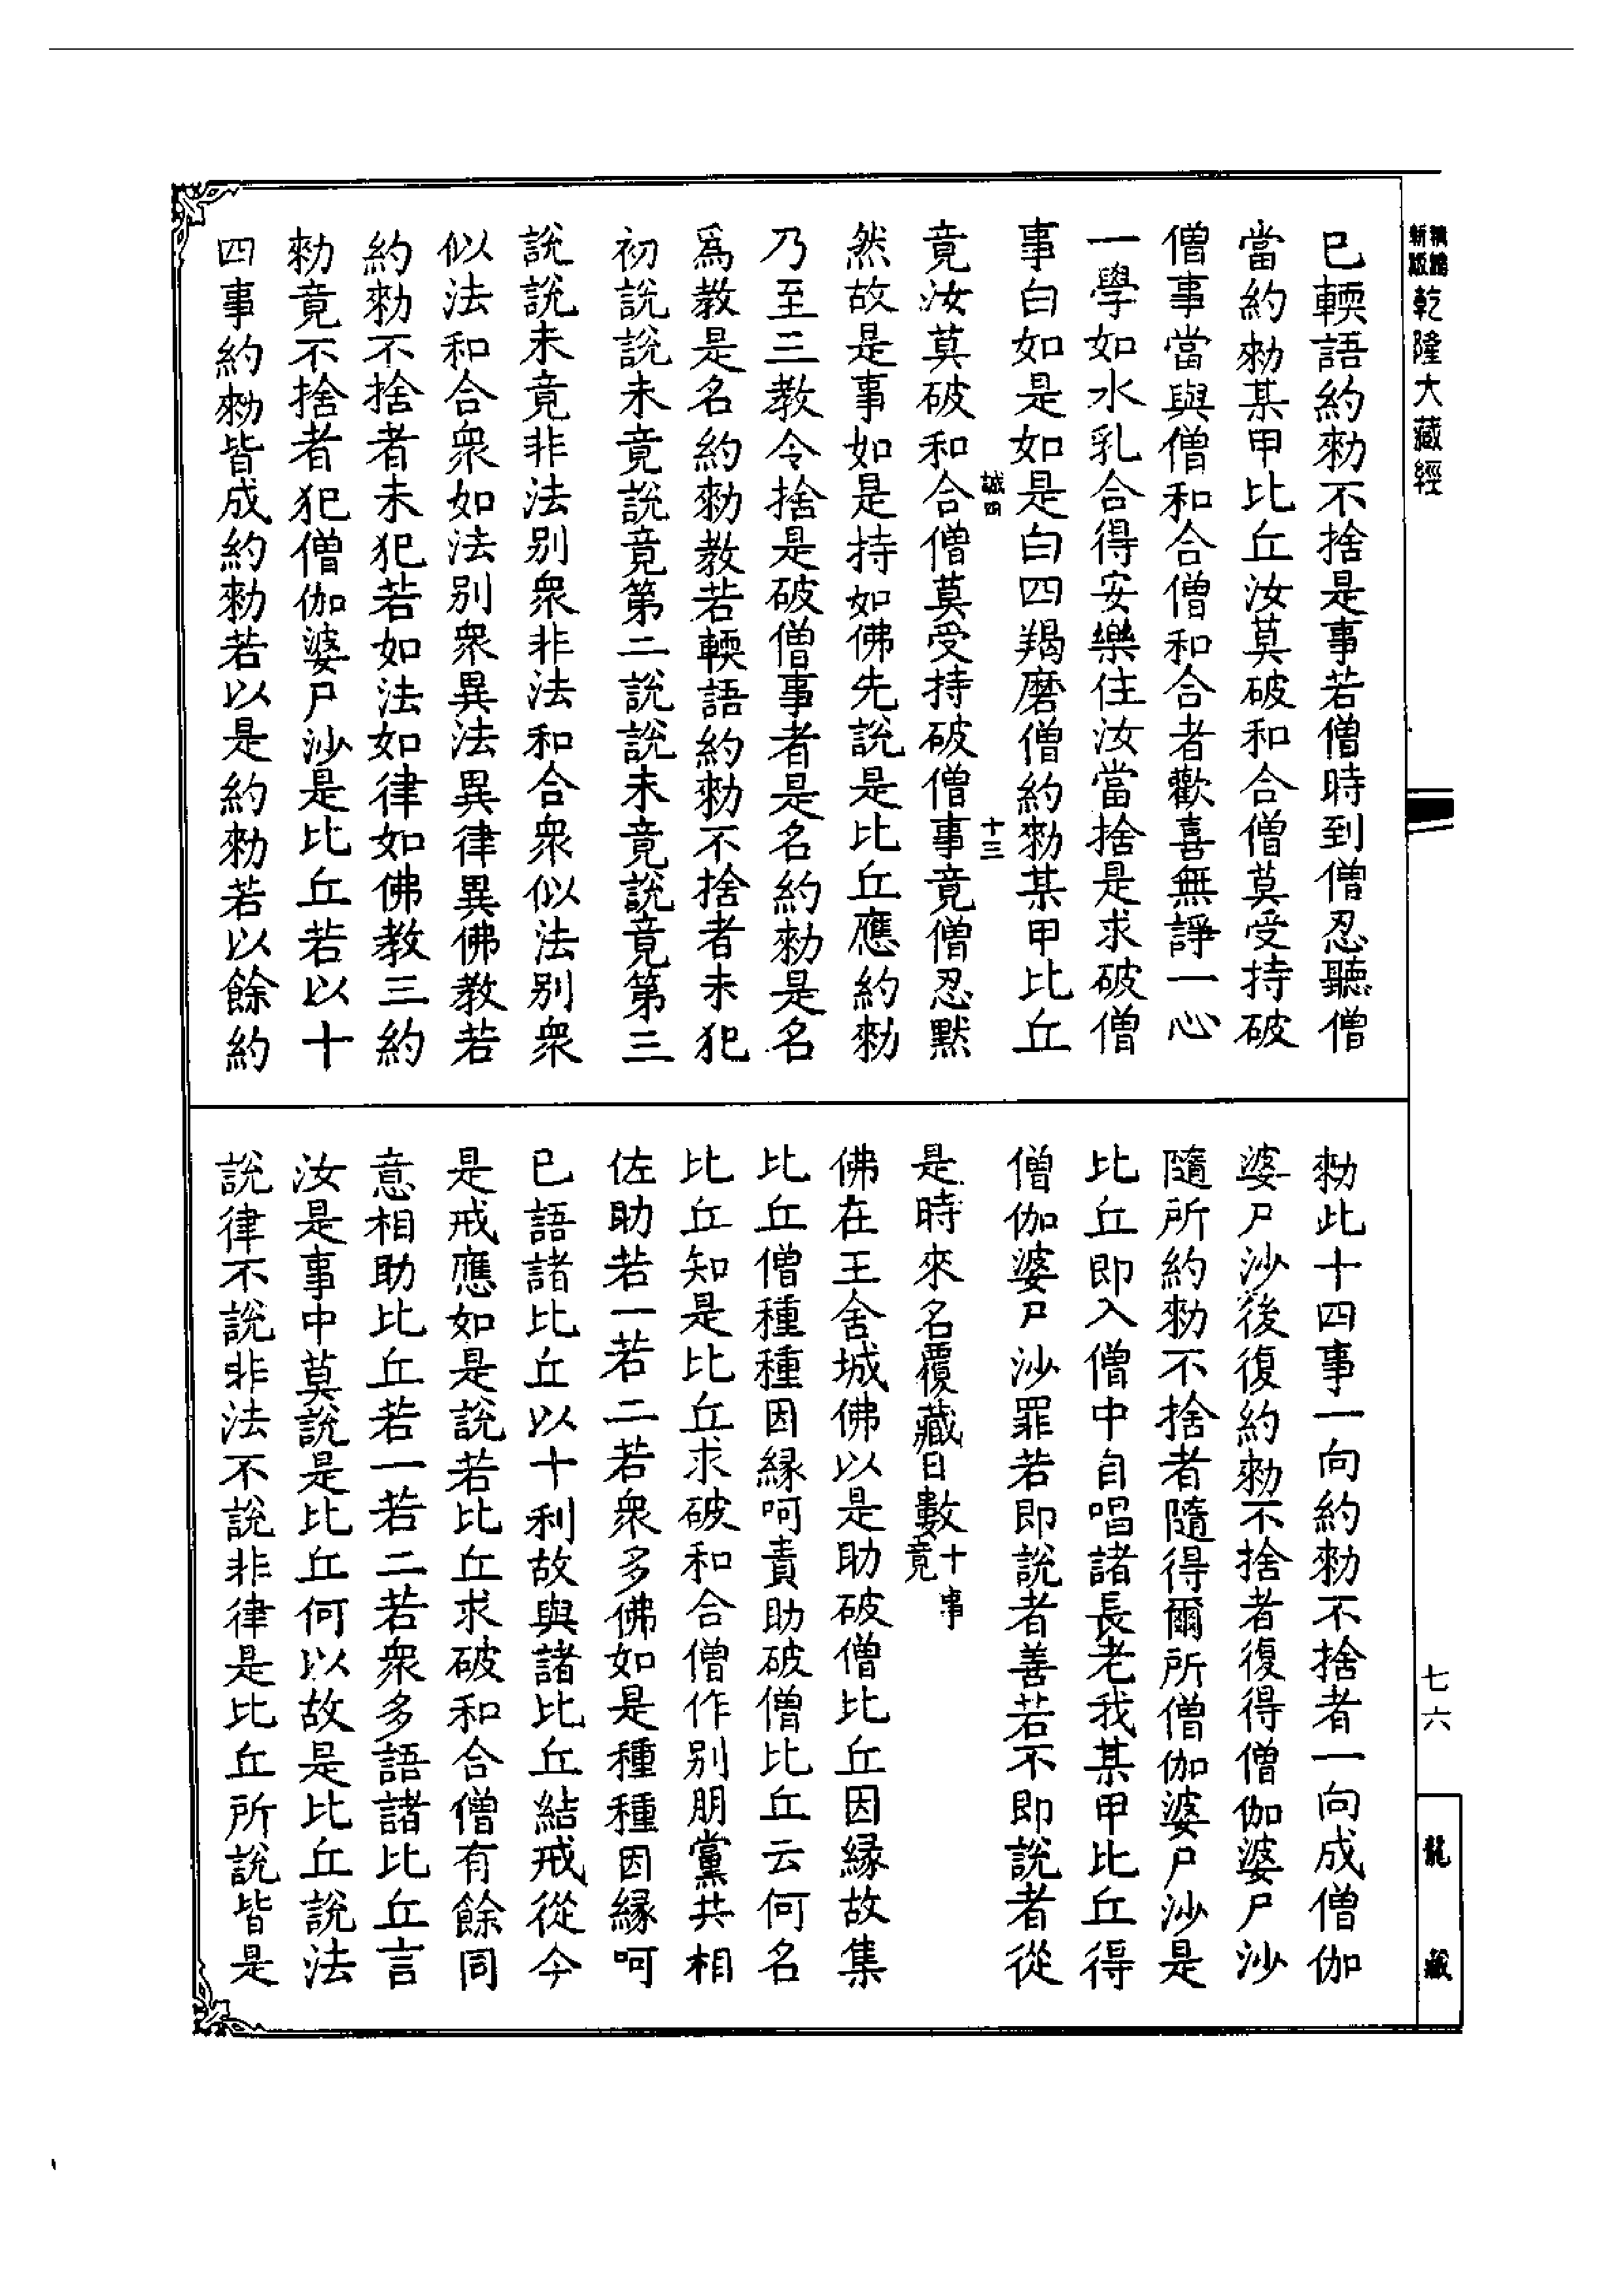 乾隆大藏經
已輭語約勑不捨是事若僧時到僧忍聽僧
當約勑某甲比丘汝莫破和合僧莫受持破
僧事當與僧和合僧和合者歡喜無諍一心
一學如水乳合得安樂住汝當捨是求破僧
事白如是如是白四羯磨僧約勑某甲比丘
誠四
十三
竟汝莫破和合僧莫受持破僧事竟僧忍默
然故是事如是持如佛先說是比丘應約勑
乃至三教令捨是破僧事者是名約勑是名
爲教是名約勑教若輭語約勑不捨者未犯
初說說未竟說竟第二說說未竟說竟第三
說說未竟非法別衆非法和合衆似法別衆
似法和合衆如法別衆異法異律異佛教若
約勑不捨者未犯若如法如律如佛教三約
勑竟不捨者犯僧伽婆尸沙是比丘若以十
四事約勑皆成約勑若以是約勑若以餘約
勑此十四事一向約勑不捨者一向成僧伽
婆尸沙後復約勑不捨者復得僧伽婆尸沙
隨所約勑不捨者隨得爾所僧伽婆尸沙是
比丘即入僧中自唱諸長老我某甲比丘得
僧伽婆尸沙罪若即說者善若不即說者從
是時來名覆藏日數十事竟
佛在王舍城佛以是助破僧比丘因緣故集
比丘僧種種因緣呵責助破僧比丘云何名
比丘知是比丘求破和合僧作別朋黨共相
佐助若一若二若衆多佛如是種種因緣呵
已語諸比丘以十利故與諸比丘結戒從今
是戒應如是說若比丘求破和合僧有餘同
意相助比丘若一若二若衆多語諸比丘言
汝是事中莫說是比丘何以故是比丘說法
說律不說非法不說非律是比丘所說皆是
七六
龍藏